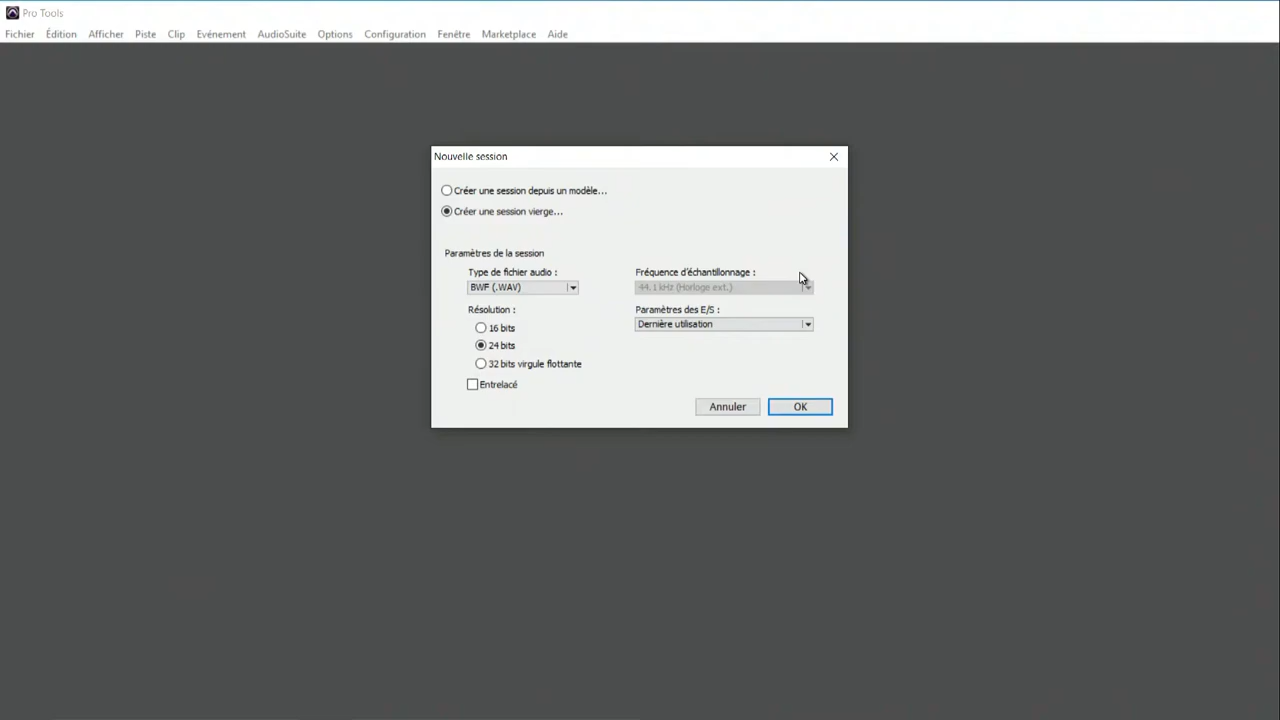 Pro Tools
Fichier Édition Afficher Piste Clip Evénement AudioSuite Options Configuration Fenêtre Marketplace Aide
Nouvelle session
Créer une session depuis un modèle...
Créer une session vierge...
Paramètres de la session
Type de fichier audio : Fréquence d'échantillonnage :
BWF (.WAV) 44.1 kHz (Horloge ext.)
Résolution : Paramètres des E/S :
16 bits Dernière utilisation
24 bits
32 bits virgule flottante
Entrelacé
Annuler OK